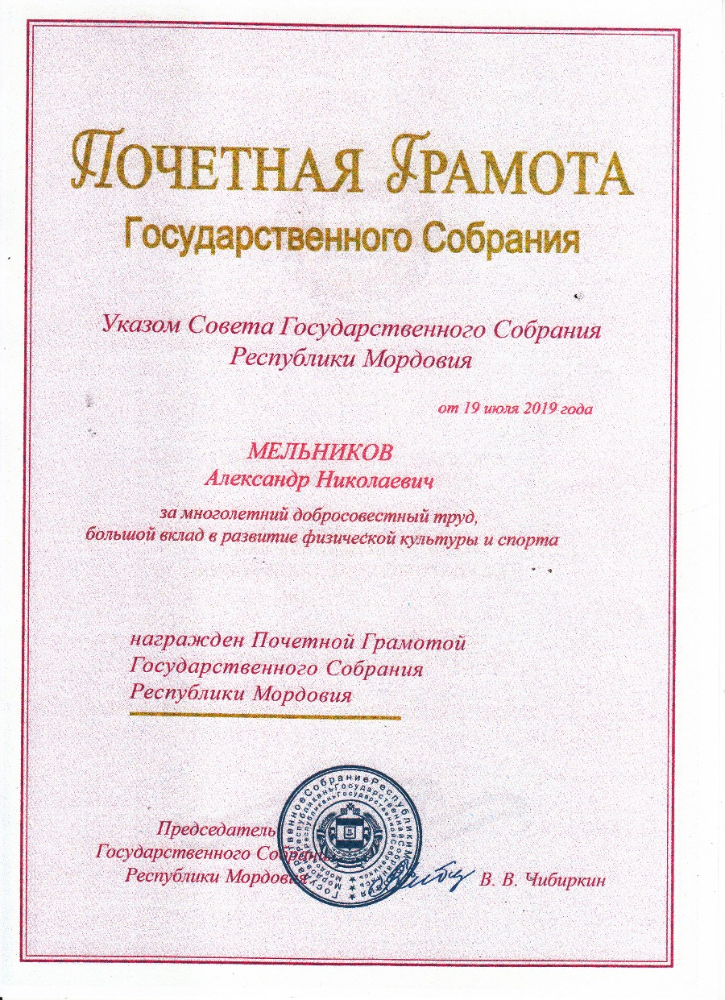 ПОЧЕТНАЯ ГРАМОТА
Государственного Собрания
Указом Совета Государственного Собрания
Республики Мордовия
от 19 июля 2019 года
МЕЛЬНИКОВ
Александр Николаевич
за многолетний добросовестный труд,
большой вклад в развитие физической культуры и спорта
награжден Почетной Грамотой
Государственного Собрания
Республики Мордовия
Председатель
Государственного Собрания
Республики Мордовия
В. В. Чибиркин